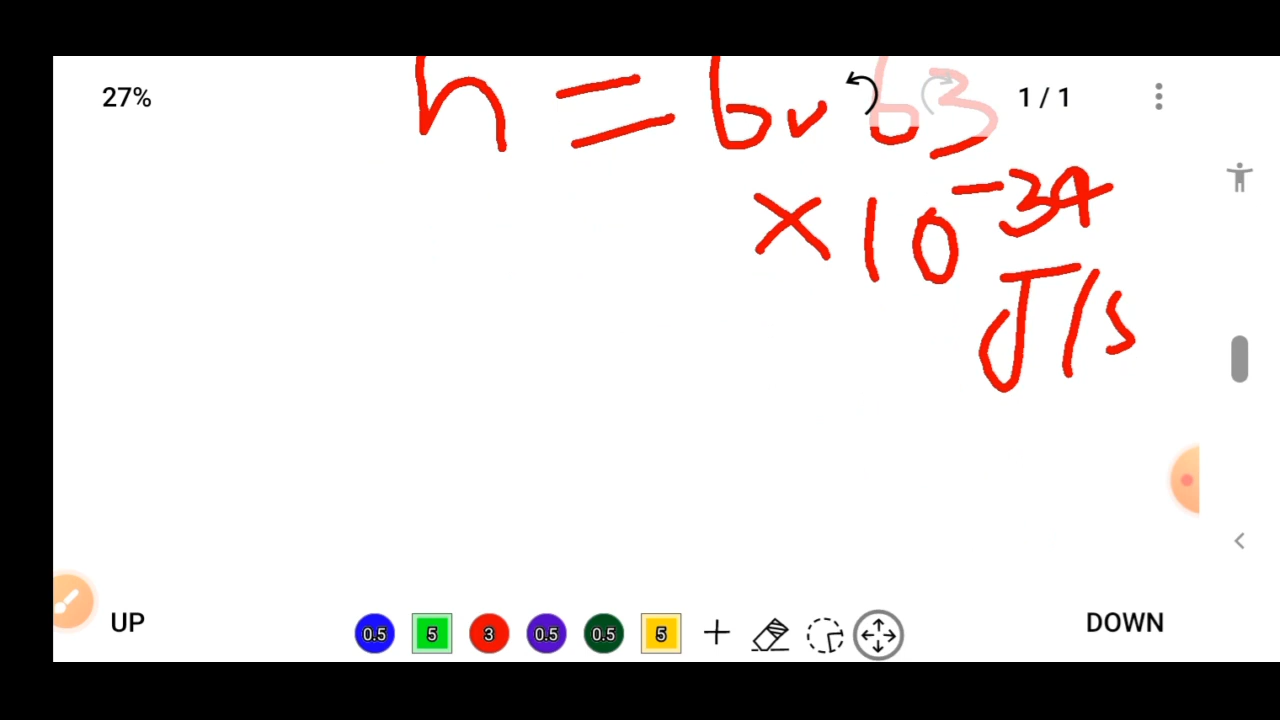 27%
1 / 1
h = 6.63
×10⁻³⁴
J/s
UP
0.5 5 3 0.5 0.5 5
DOWN